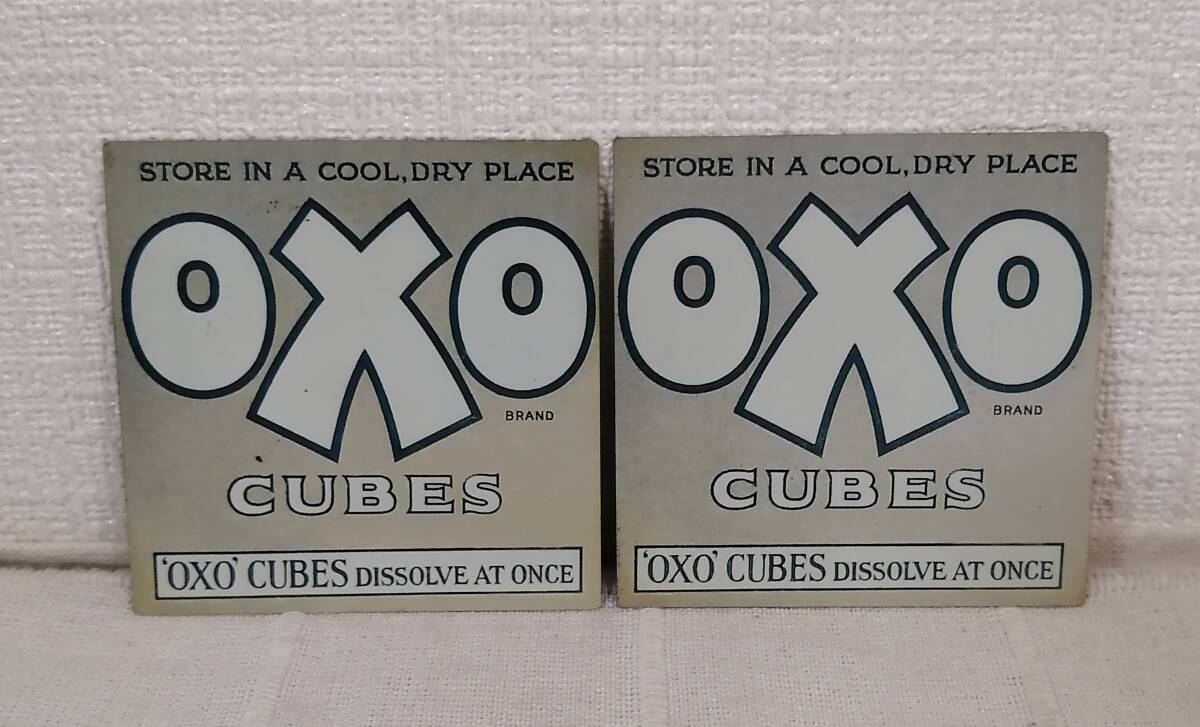 STORE IN A COOL, DRY PLACE
OXO
BRAND
CUBES
'OXO' CUBES DISSOLVE AT ONCE
STORE IN A COOL, DRY PLACE
OXO
BRAND
CUBES
'OXO' CUBES DISSOLVE AT ONCE